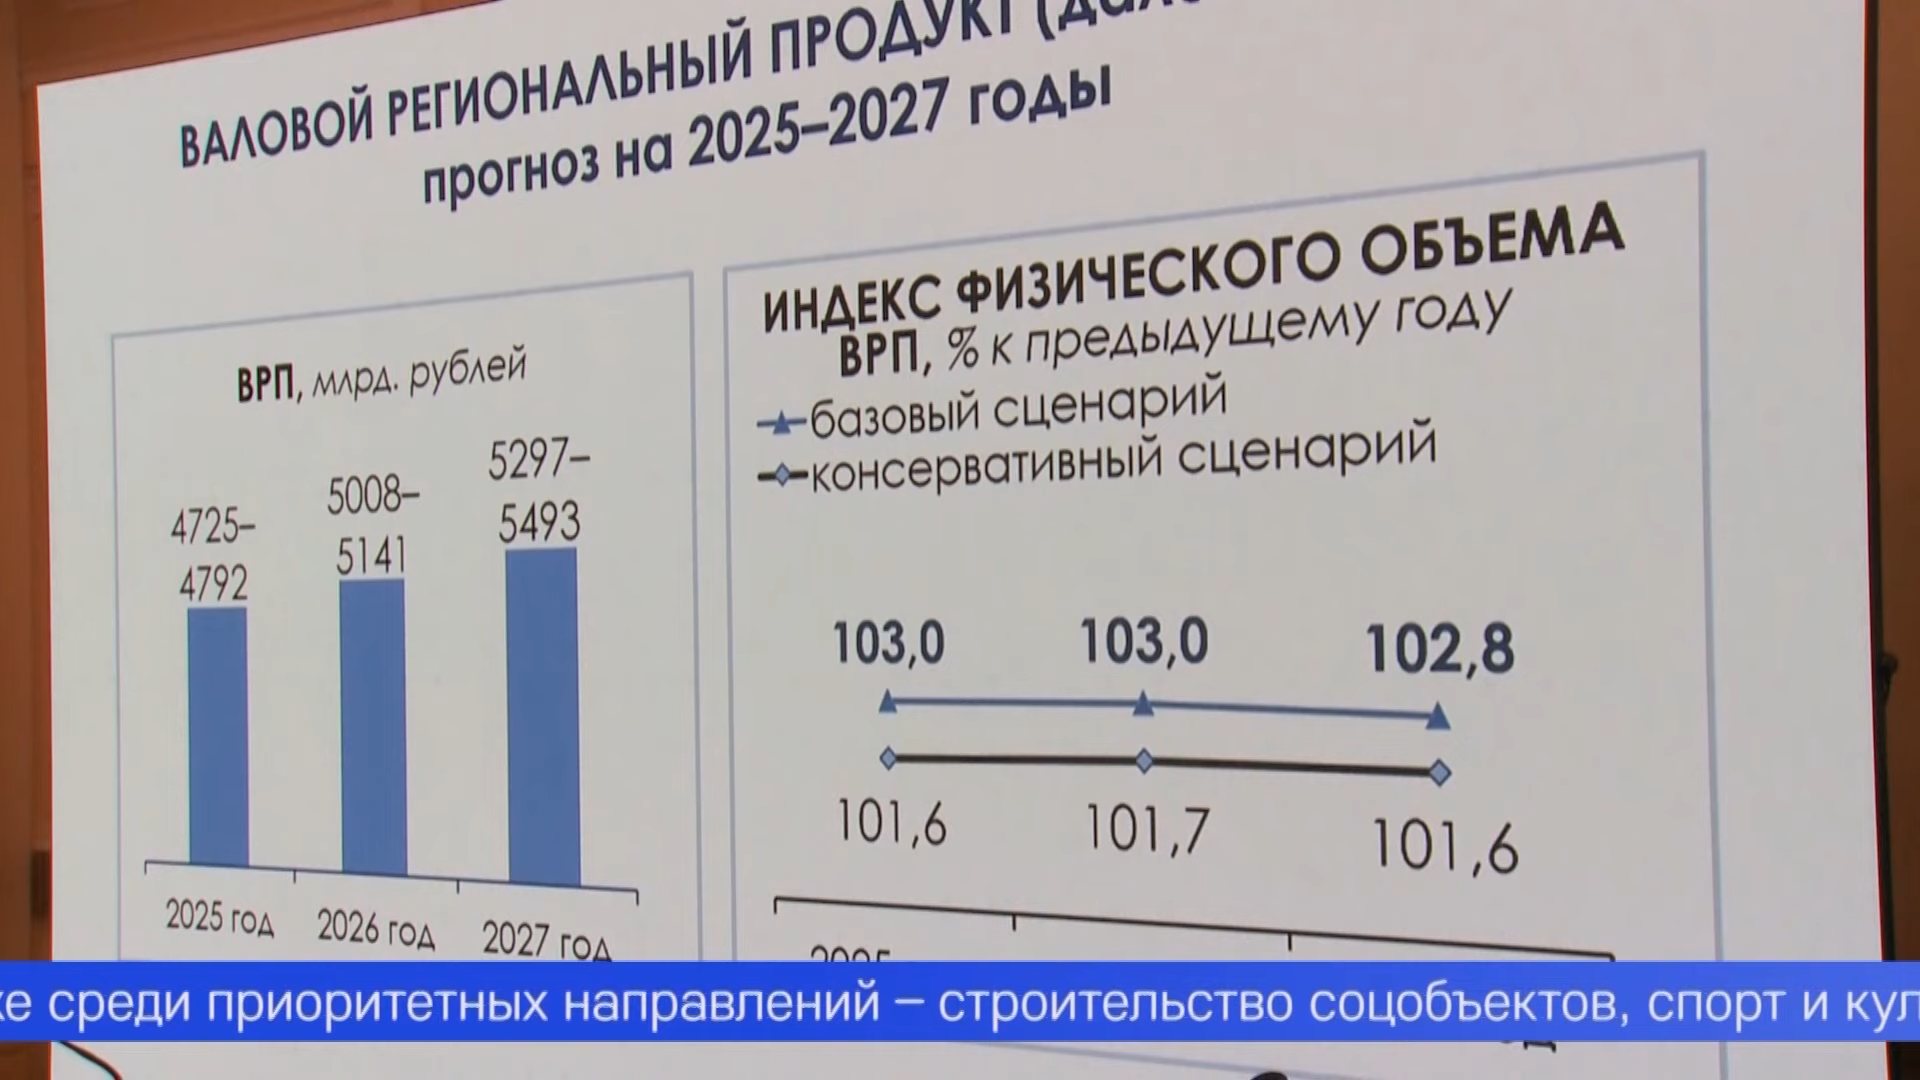 ВАЛОВОЙ РЕГИОНАЛЬНЫЙ ПРОДУКТ
прогноз на 2025–2027 годы
ВРП, млрд. рублей
4725–
4792
5008–
5141
5297–
5493
2025 год
2026 год
2027 год
ИНДЕКС ФИЗИЧЕСКОГО ОБЪЕМА
ВРП, % к предыдущему году
базовый сценарий
консервативный сценарий
103,0 103,0 102,8
101,6 101,7 101,6
2025
среди приоритетных направлений – строительство соцобъектов, спорт и